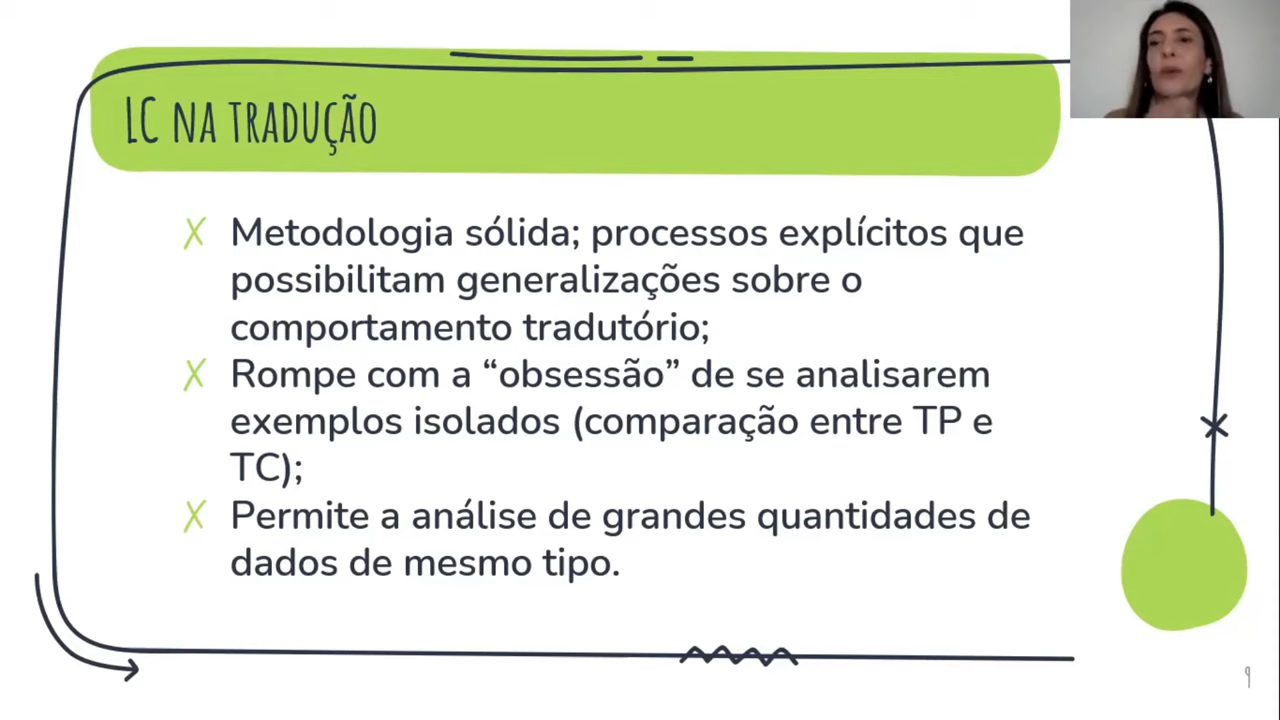 LC NA TRADUÇÃO
Metodologia sólida; processos explícitos que
possibilitam generalizações sobre o
comportamento tradutório;
Rompe com a “obsessão” de se analisarem
exemplos isolados (comparação entre TP e
TC);
Permite a análise de grandes quantidades de
dados de mesmo tipo.
9